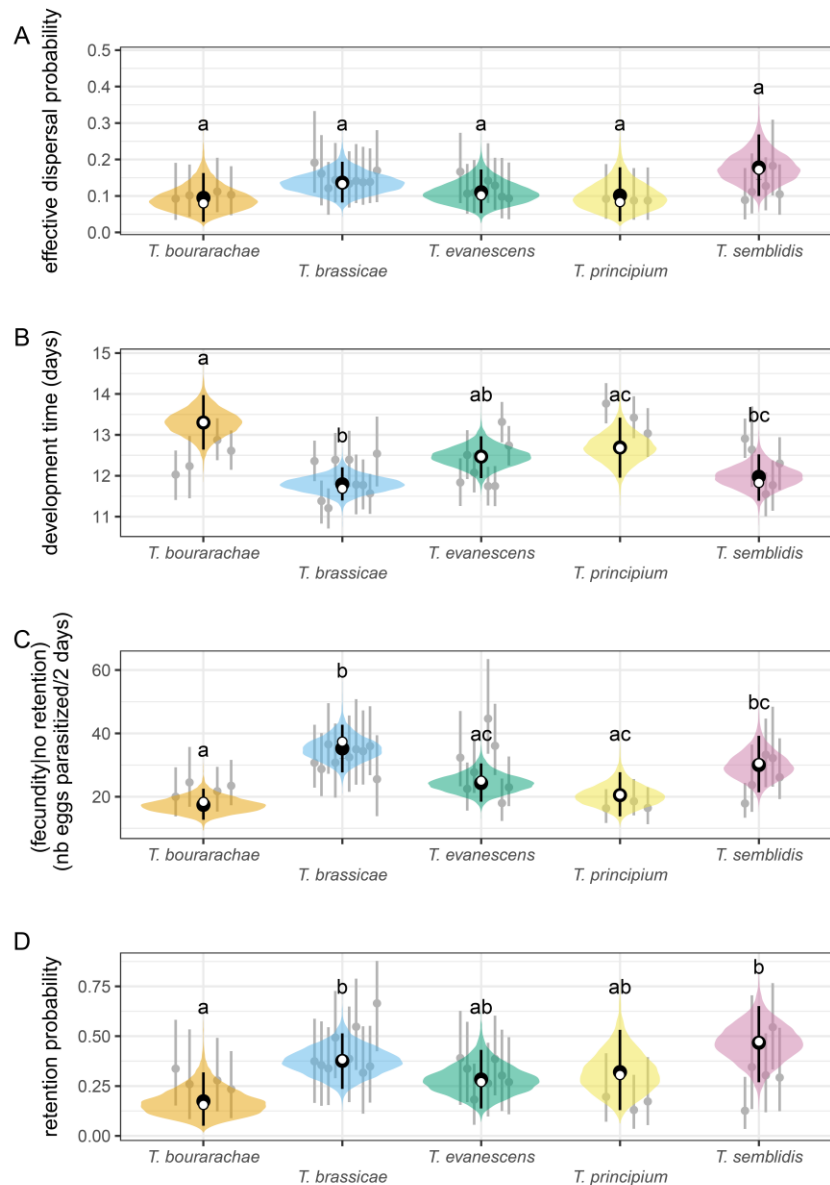 A
effective dispersal probability
0.5
0.4
0.3
0.2
0.1
0.0
a
a
a
a
a
T. bourarachae
T. brassicae
T. evanescens
T. principium
T. semblidis
B
development time (days)
15
14
13
12
11
a
b
ab
ac
bc
T. bourarachae
T. brassicae
T. evanescens
T. principium
T. semblidis
C
(fecundity|no retention)
(nb eggs parasitized/2 days)
60
40
20
a
b
ac
ac
bc
T. bourarachae
T. brassicae
T. evanescens
T. principium
T. semblidis
D
retention probability
0.75
0.50
0.25
0.00
a
b
ab
ab
b
T. bourarachae
T. brassicae
T. evanescens
T. principium
T. semblidis